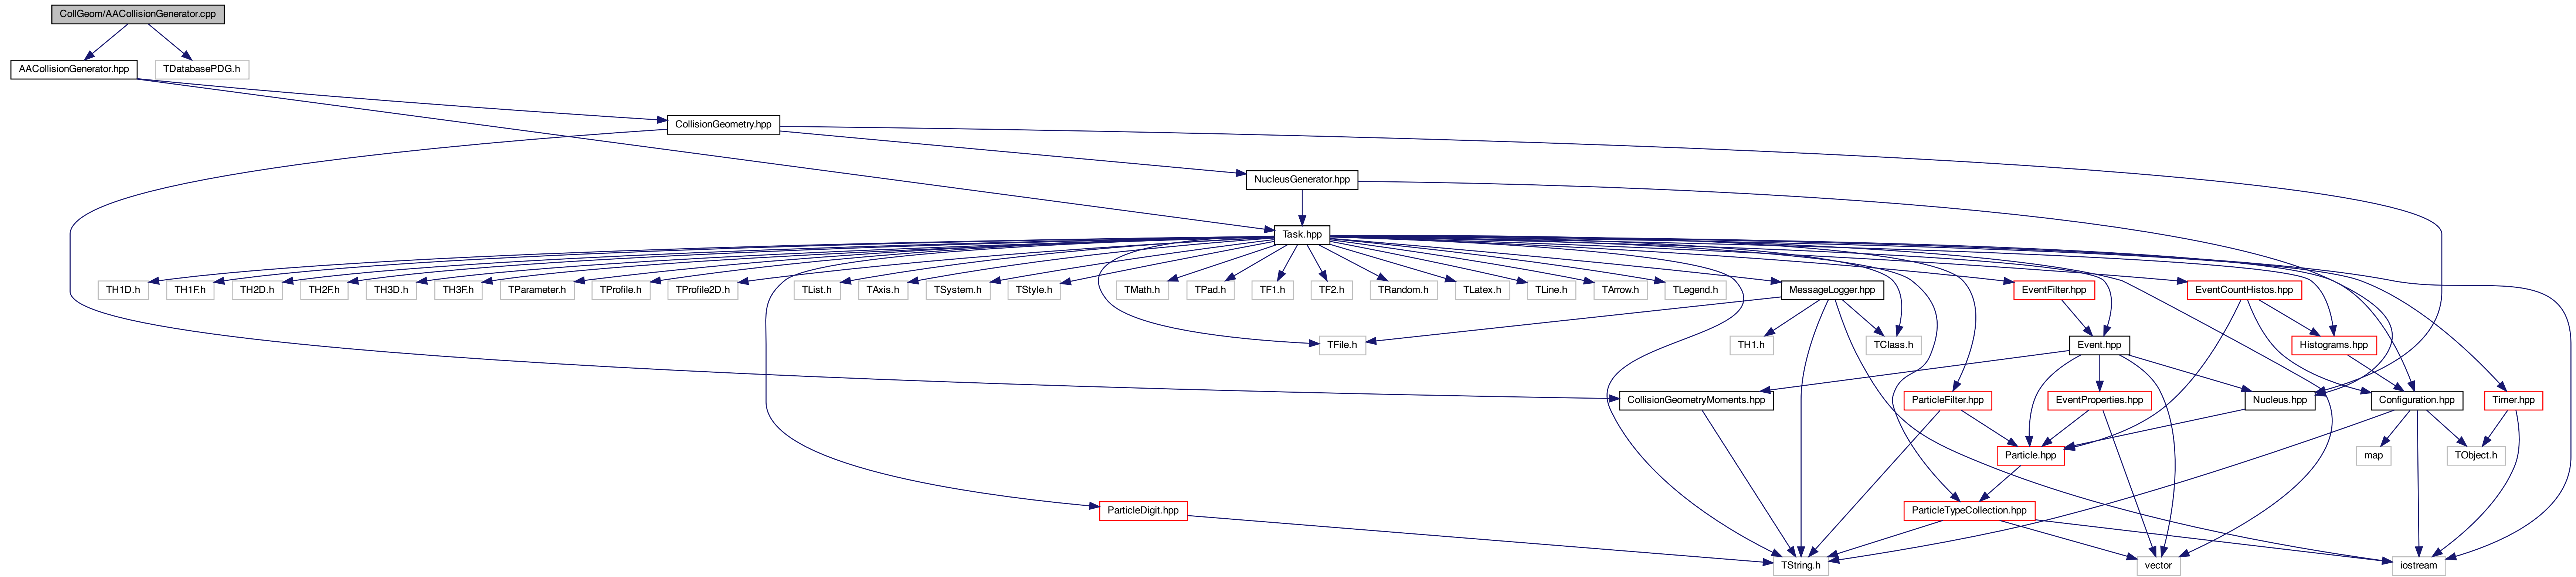 CollGeom/AACollisionGenerator.cpp
AACollisionGenerator.hpp
TDatabasePDG.h
CollisionGeometry.hpp
NucleusGenerator.hpp
Task.hpp
TH1D.h
TH1F.h
TH2D.h
TH2F.h
TH3D.h
TH3F.h
TParameter.h
TProfile.h
TProfile2D.h
TList.h
TAxis.h
TSystem.h
TStyle.h
TMath.h
TPad.h
TF1.h
TF2.h
TRandom.h
TLatex.h
TLine.h
TArrow.h
TLegend.h
MessageLogger.hpp
EventFilter.hpp
EventCountHistos.hpp
TFile.h
TH1.h
TClass.h
Event.hpp
Histograms.hpp
CollisionGeometryMoments.hpp
ParticleFilter.hpp
EventProperties.hpp
Nucleus.hpp
Configuration.hpp
Timer.hpp
Particle.hpp
map
TObject.h
ParticleDigit.hpp
ParticleTypeCollection.hpp
TString.h
vector
iostream